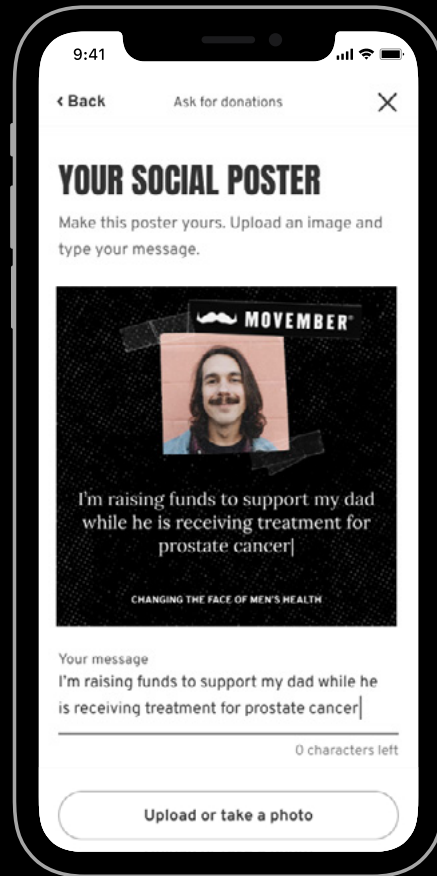 9:41
‹ Back
Ask for donations
YOUR SOCIAL POSTER
Make this poster yours. Upload an image and
type your message.
MOVEMBER®
I'm raising funds to support my dad
while he is receiving treatment for
prostate cancer
CHANGING THE FACE OF MEN'S HEALTH
Your message
I'm raising funds to support my dad while he
is receiving treatment for prostate cancer
0 characters left
Upload or take a photo